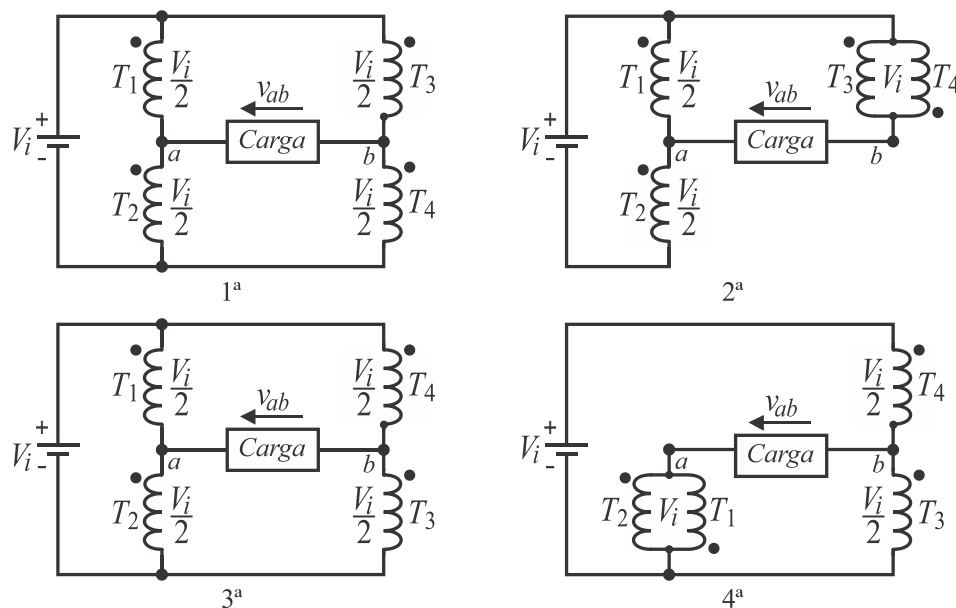 T1 Vi/2 Vi/2 T3
vab
Vi + - Carga
a b
T2 Vi/2 Vi/2 T4
1ª
T1 Vi/2 T3 Vi T4
vab
Vi + - Carga
a b
T2 Vi/2
2ª
T1 Vi/2 Vi/2 T4
vab
Vi + - Carga
a b
T2 Vi/2 Vi/2 T3
3ª
Vi/2 T4
vab
Vi + - Carga
a b
T2 Vi T1 Vi/2 T3
4ª